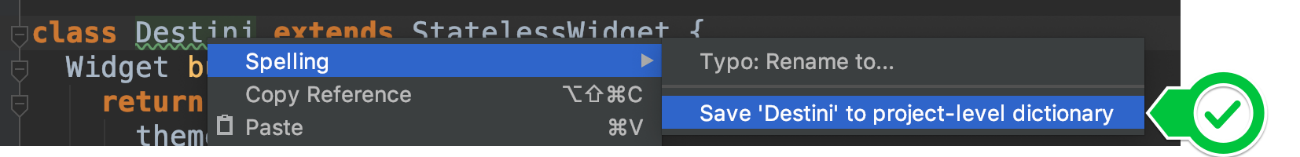 class Destini extends StatelessWidget {
Widget
Spelling
Typo: Rename to...
return
Copy Reference ⌥⇧⌘C
Save 'Destini' to project-level dictionary
Paste ⌘V